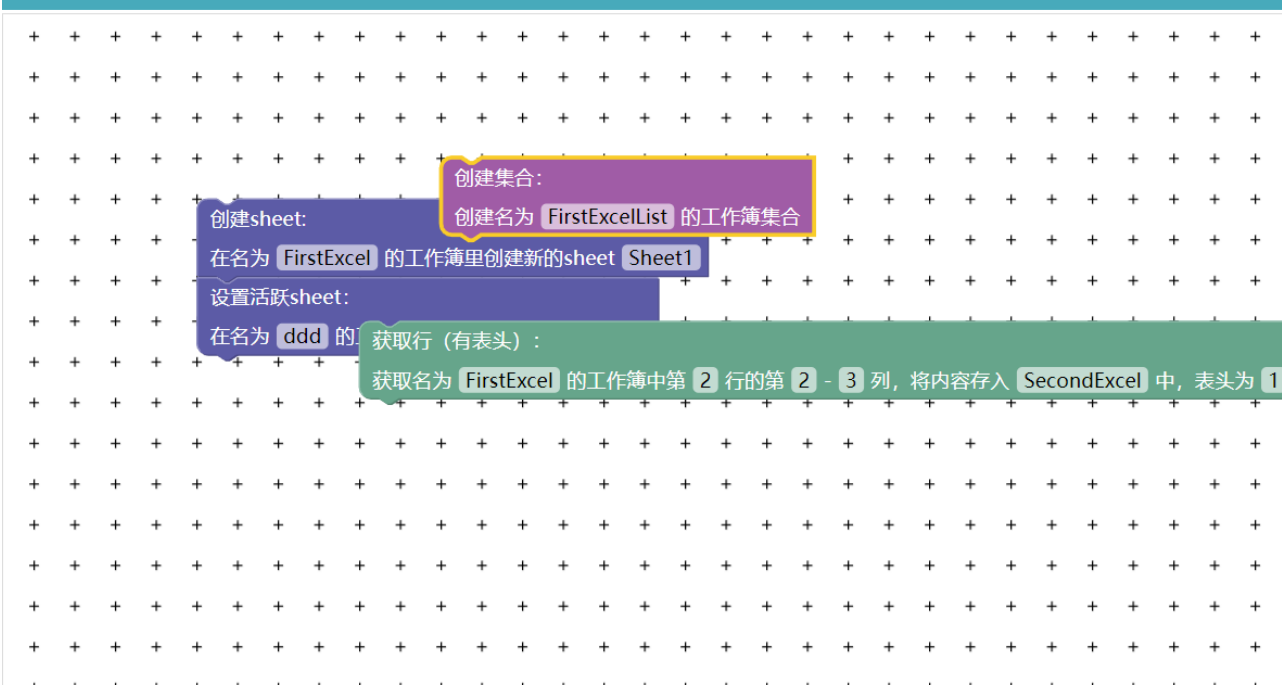 创建集合:
创建名为 FirstExcelList 的工作簿集合
创建sheet:
在名为 FirstExcel 的工作簿里创建新的sheet Sheet1
设置活跃sheet:
在名为 ddd 的
获取行（有表头）:
获取名为 FirstExcel 的工作簿中第 2 行的第 2 - 3 列，将内容存入 SecondExcel 中，表头为 1